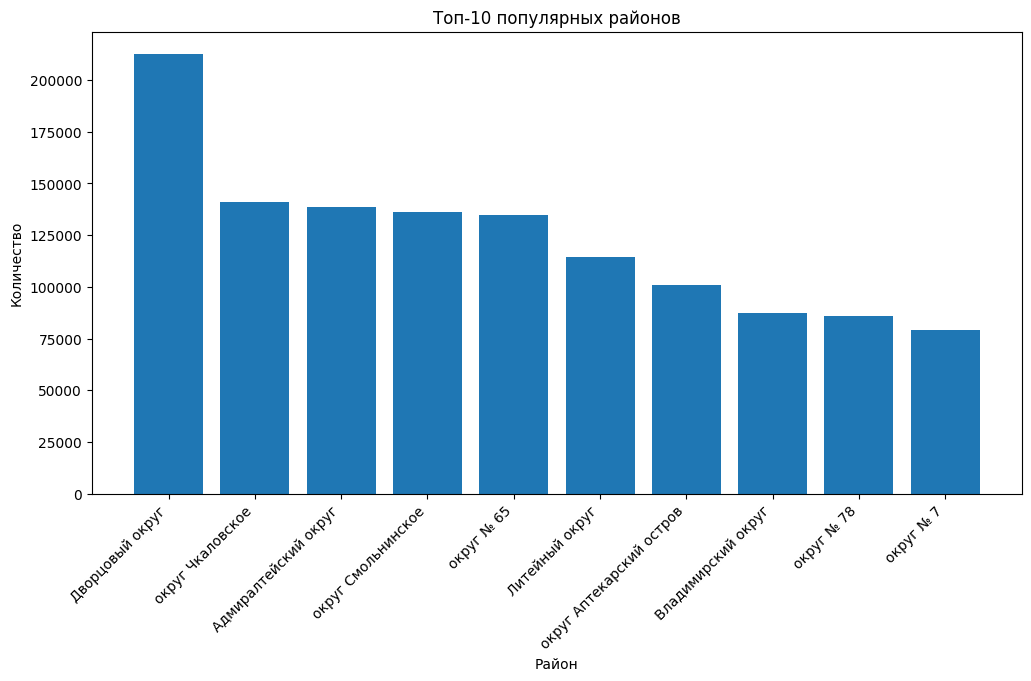 Топ-10 популярных районов
Количество
200000
175000
150000
125000
100000
75000
50000
25000
0
Дворцовый округ
округ Чкаловское
Адмиралтейский округ
округ Смольнинское
округ № 65
Литейный округ
округ Аптекарский остров
Владимирский округ
округ № 78
округ № 7
Район